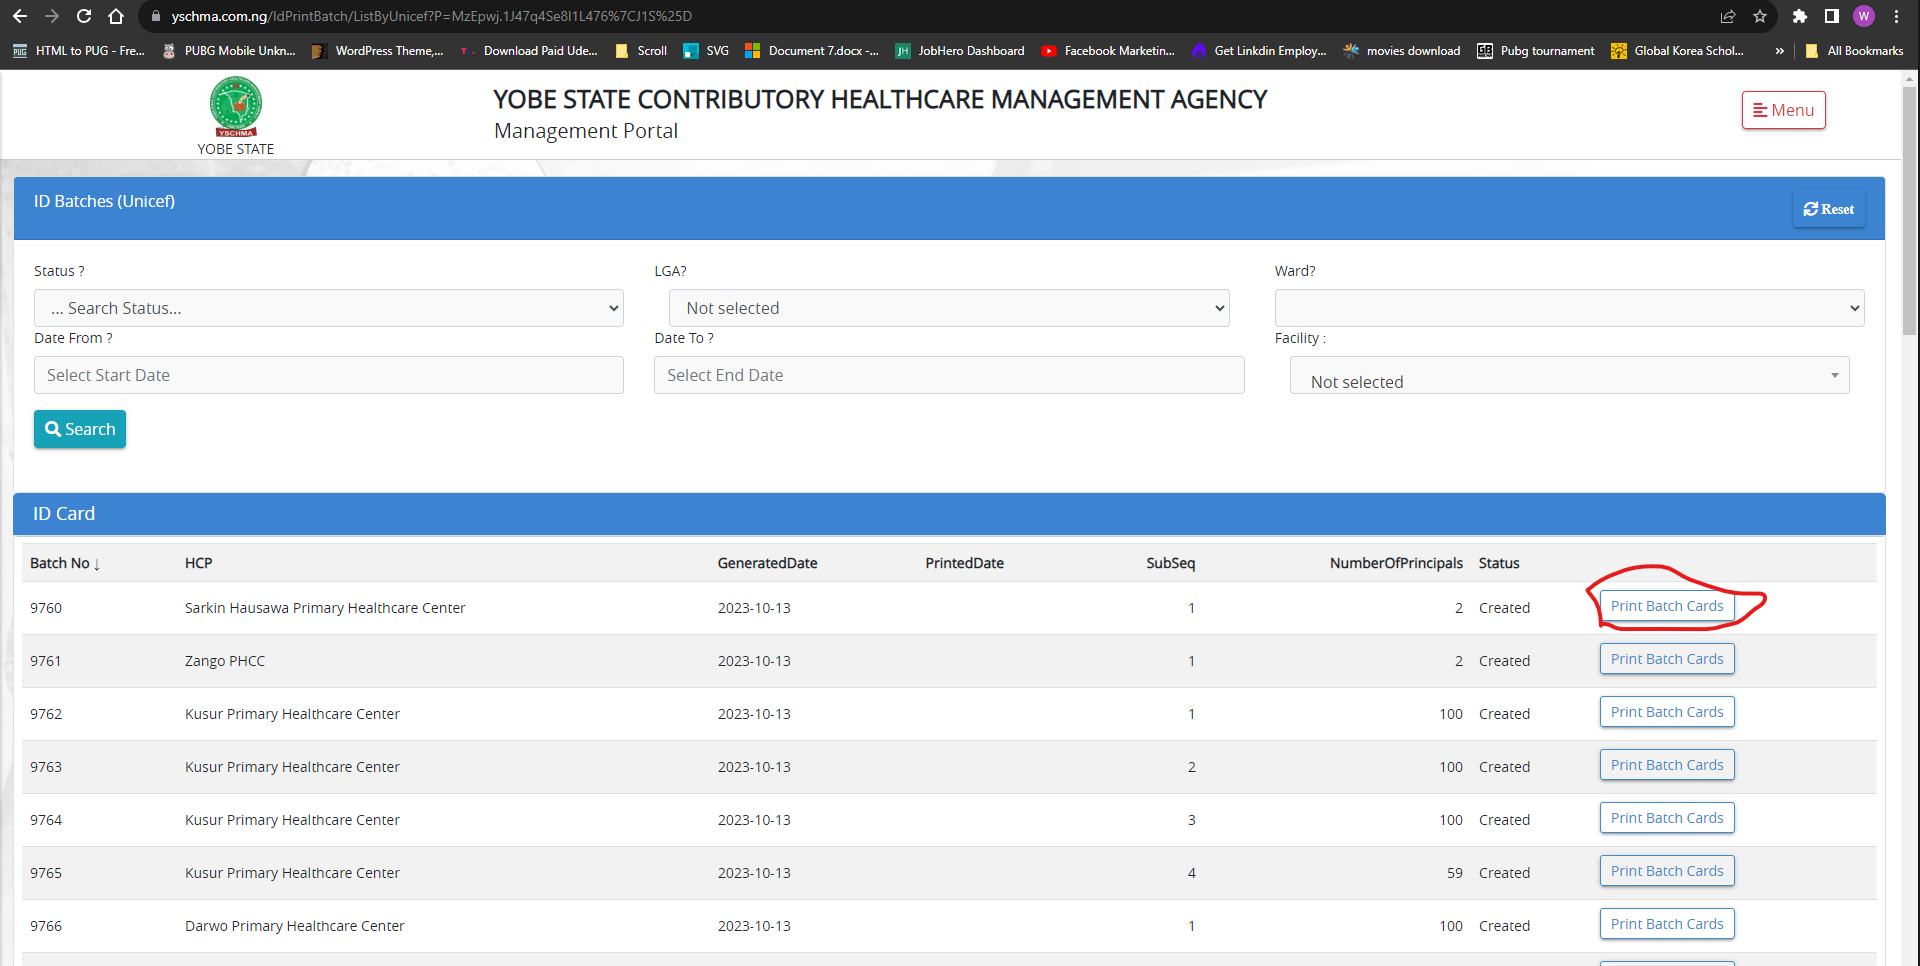 yschma.com.ng/IdPrintBatch/ListByUnicef?P=MzEpwj.1J47q4Se8I1L476%7CJ1S%25D
W
PUG HTML to PUG - Fre... PUBG Mobile Unkn... WordPress Theme,... Download Paid Ude... Scroll SVG Document 7.docx -... JH JobHero Dashboard Facebook Marketin... Get Linkdin Employ... movies download Pubg tournament Global Korea Schol... » All Bookmarks
YSCHMA
YOBE STATE
YOBE STATE CONTRIBUTORY HEALTHCARE MANAGEMENT AGENCY
Management Portal
Menu
ID Batches (Unicef)
Reset
Status ? LGA? Ward?
... Search Status... Not selected
Date From ? Date To ? Facility :
Select Start Date Select End Date Not selected
Search
ID Card
Batch No ↓ HCP GeneratedDate PrintedDate SubSeq NumberOfPrincipals Status
9760 Sarkin Hausawa Primary Healthcare Center 2023-10-13 1 2 Created Print Batch Cards
9761 Zango PHCC 2023-10-13 1 2 Created Print Batch Cards
9762 Kusur Primary Healthcare Center 2023-10-13 1 100 Created Print Batch Cards
9763 Kusur Primary Healthcare Center 2023-10-13 2 100 Created Print Batch Cards
9764 Kusur Primary Healthcare Center 2023-10-13 3 100 Created Print Batch Cards
9765 Kusur Primary Healthcare Center 2023-10-13 4 59 Created Print Batch Cards
9766 Darwo Primary Healthcare Center 2023-10-13 1 100 Created Print Batch Cards